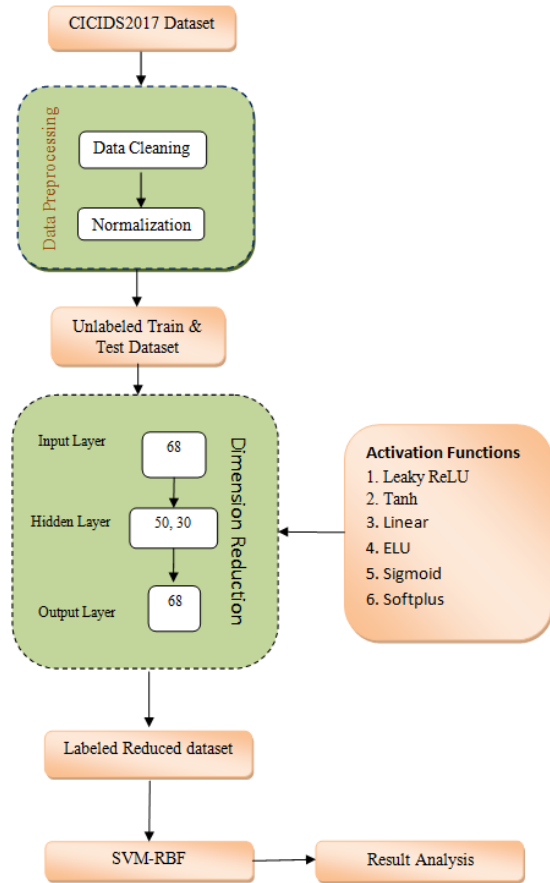 CICIDS2017 Dataset
Data Preprocessing
Data Cleaning
Normalization
Unlabeled Train &
Test Dataset
Dimension Reduction
Input Layer
68
Hidden Layer
50, 30
Output Layer
68
Activation Functions
1. Leaky ReLU
2. Tanh
3. Linear
4. ELU
5. Sigmoid
6. Softplus
Labeled Reduced dataset
SVM-RBF
Result Analysis